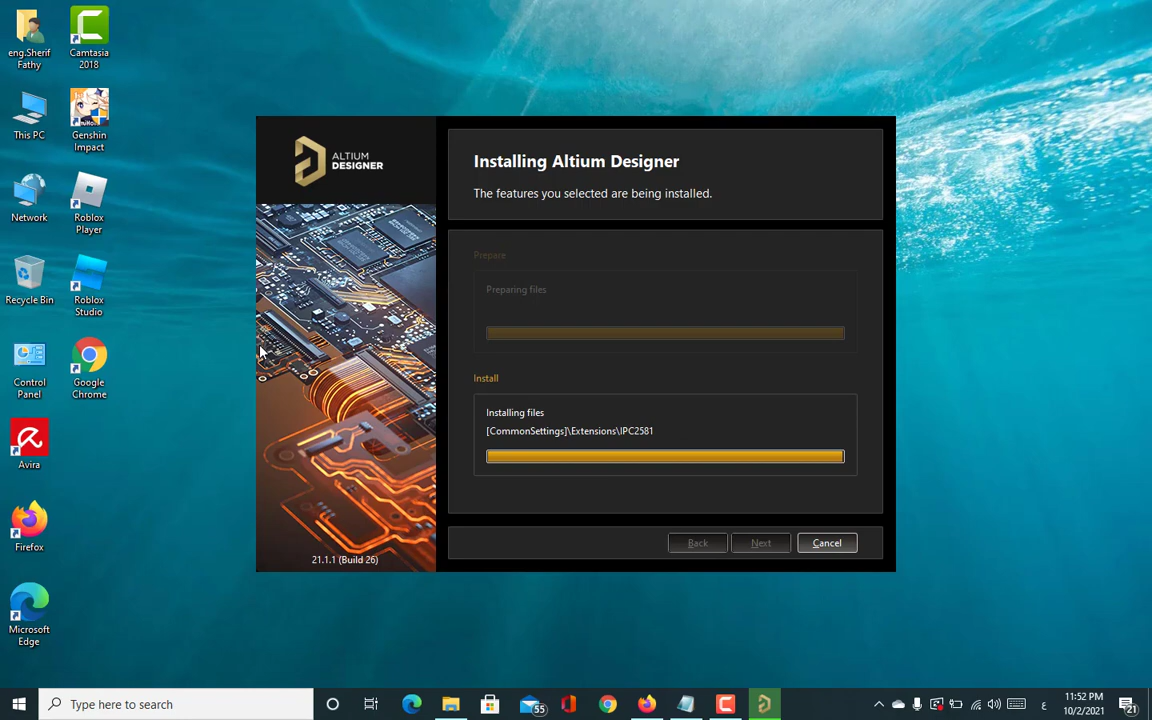 eng.Sherif
Fathy
Camtasia
2018
This PC
Genshin
Impact
Network
Roblox
Player
Recycle Bin
Roblox
Studio
Control
Panel
Google
Chrome
Avira
Firefox
Microsoft
Edge
ALTIUM
DESIGNER
21.1.1 (Build 26)
Installing Altium Designer
The features you selected are being installed.
Prepare
Preparing files
Install
Installing files
[CommonSettings]\Extensions\IPC2581
Back
Next
Cancel
Type here to search
55
ع
11:52 PM
10/2/2021
21